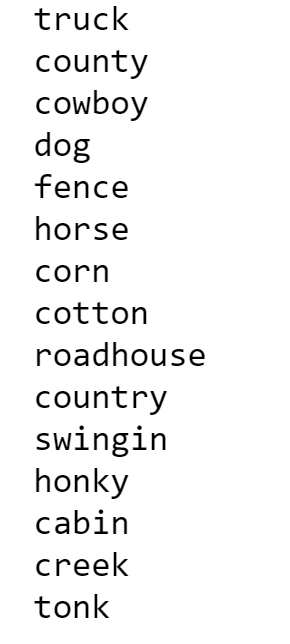 truck
county
cowboy
dog
fence
horse
corn
cotton
roadhouse
country
swingin
honky
cabin
creek
tonk